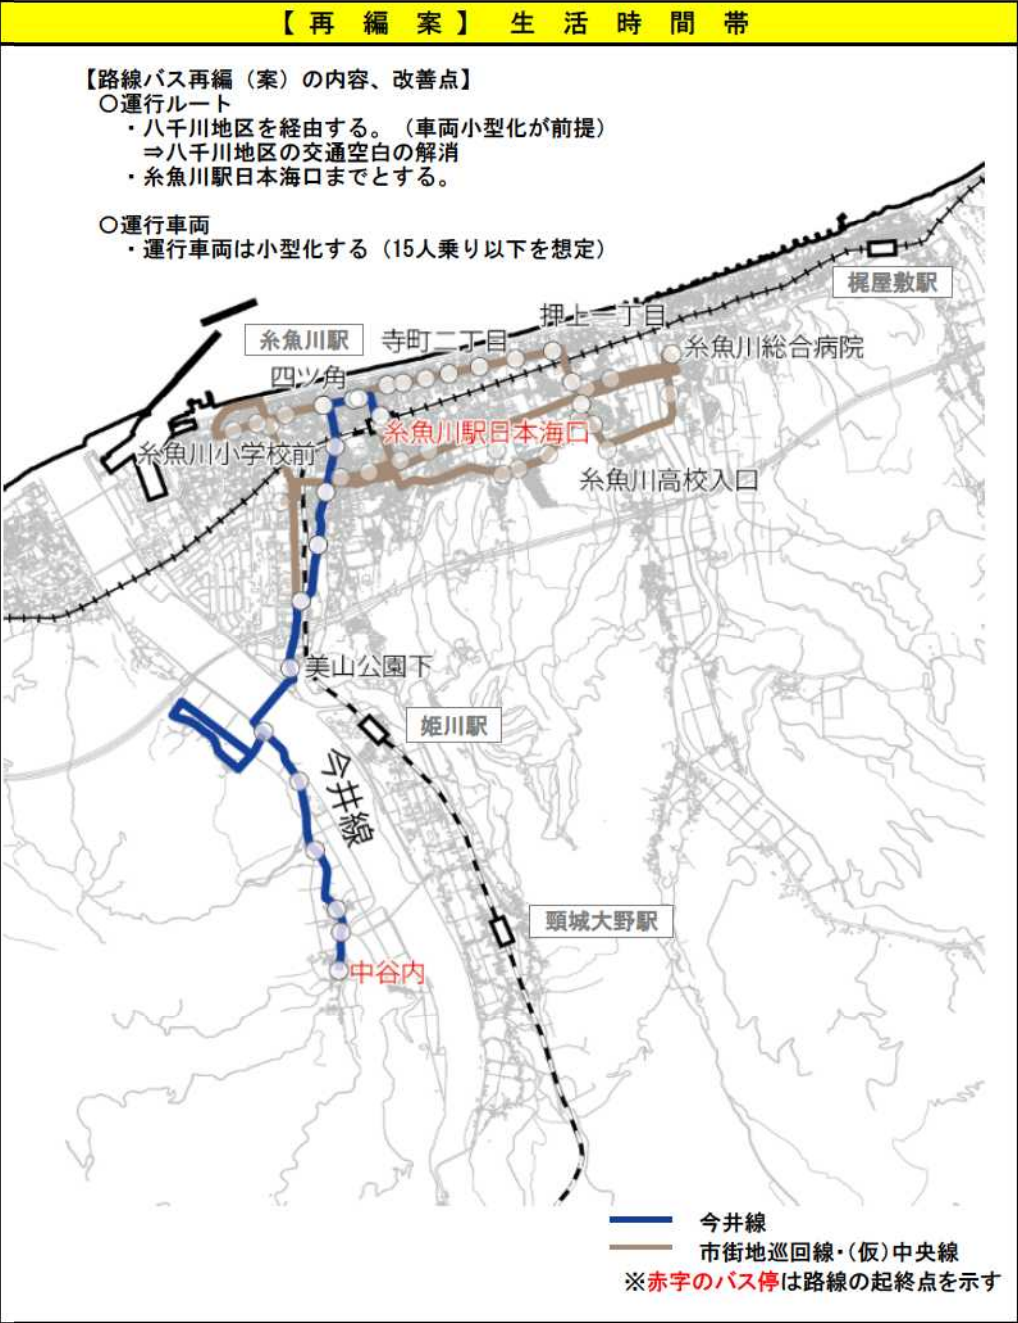 【再編案】生活時間帯
【路線バス再編（案）の内容、改善点】
〇運行ルート
・八千川地区を経由する。（車両小型化が前提）
⇒八千川地区の交通空白の解消
・糸魚川駅日本海口までとする。
〇運行車両
・運行車両は小型化する（15人乗り以下を想定）
梶屋敷駅
押上一丁目
糸魚川駅
寺町二丁目
糸魚川総合病院
四ツ角
糸魚川駅日本海口
糸魚川小学校前
糸魚川高校入口
美山公園下
姫川駅
今井線
頸城大野駅
中谷内
今井線
市街地巡回線・（仮）中央線
※赤字のバス停は路線の起終点を示す